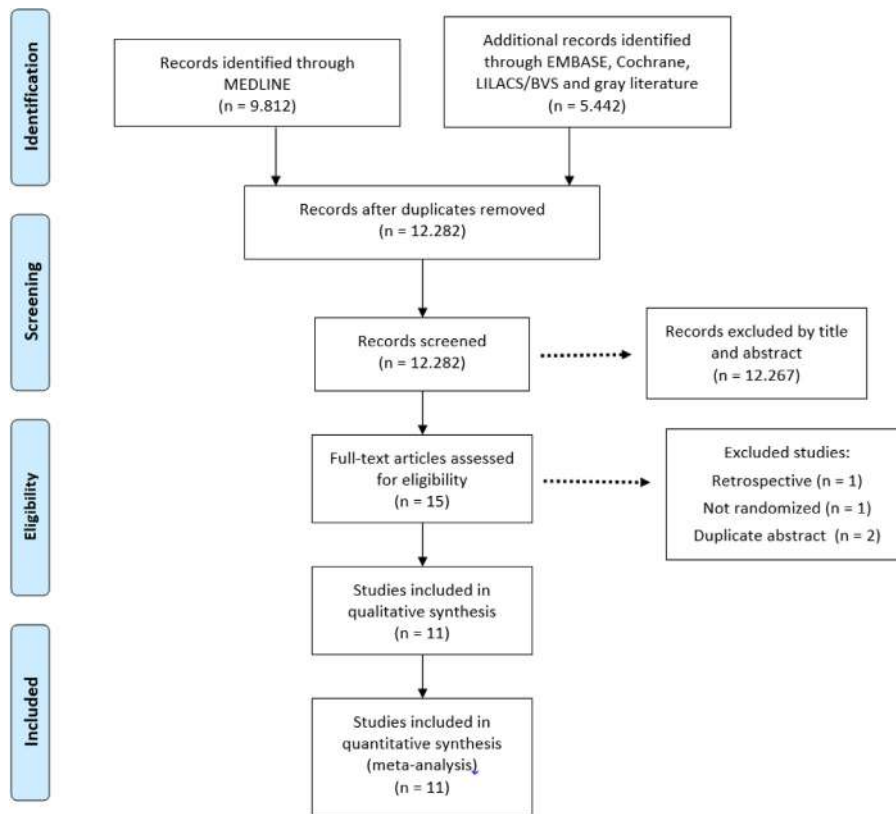 Identification
Records identified through
MEDLINE
(n = 9.812)
Additional records identified
through EMBASE, Cochrane,
LILACS/BVS and gray literature
(n = 5.442)
Records after duplicates removed
(n = 12.282)
Screening
Records screened
(n = 12.282)
Records excluded by title
and abstract
(n = 12.267)
Eligibility
Full-text articles assessed
for eligibility
(n = 15)
Excluded studies:
Retrospective (n = 1)
Not randomized (n = 1)
Duplicate abstract (n = 2)
Studies included in
qualitative synthesis
(n = 11)
Included
Studies included in
quantitative synthesis
(meta-analysis)
(n = 11)